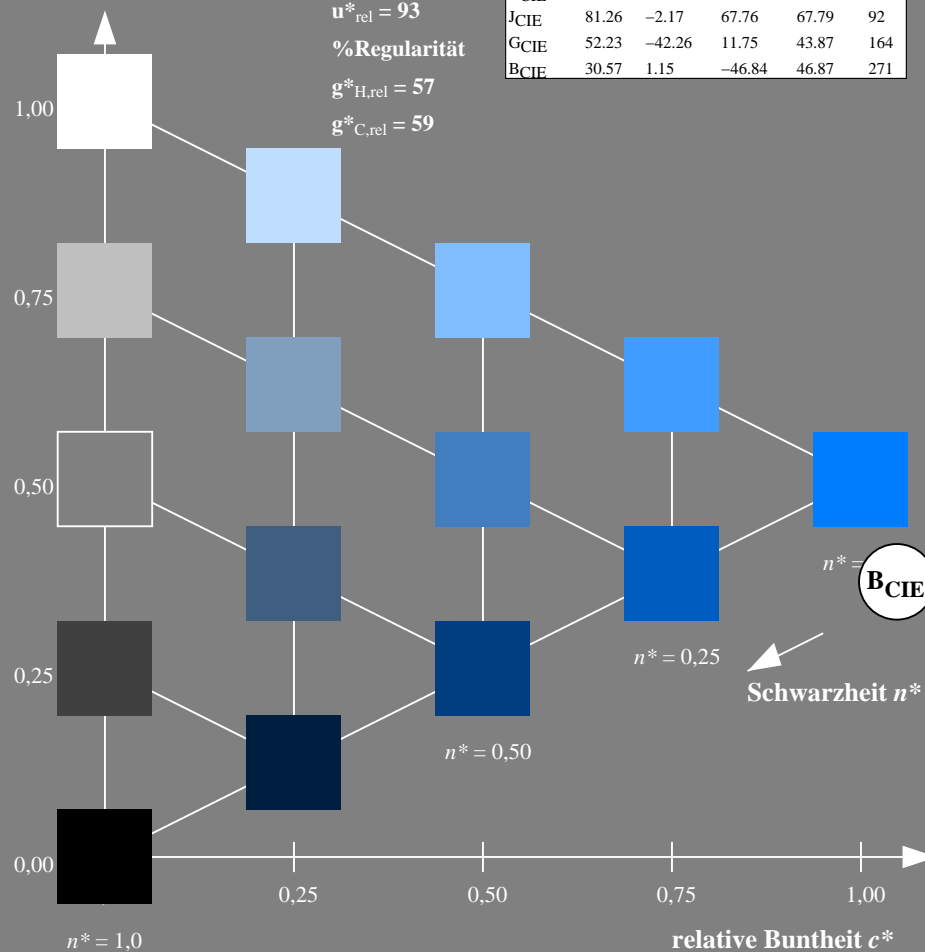 u*rel = 93
%Regularität
g*H,rel = 57
g*C,rel = 59
CIE
JCIE 81.26 −2.17 67.76 67.79 92
GCIE 52.23 −42.26 11.75 43.87 164
BCIE 30.57 1.15 −46.84 46.87 271
1,00
0,75
0,50
n* =
BCIE
n* = 0,25
0,25
Schwarzheit n*
n* = 0,50
0,00
0,25 0,50 0,75 1,00
n* = 1,0
relative Buntheit c*